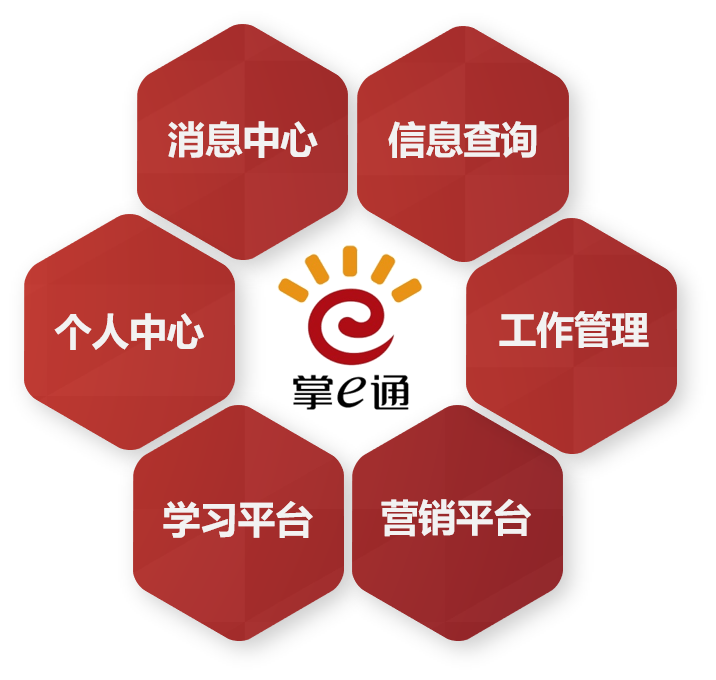 消息中心
信息查询
个人中心
工作管理
掌e通
学习平台
营销平台